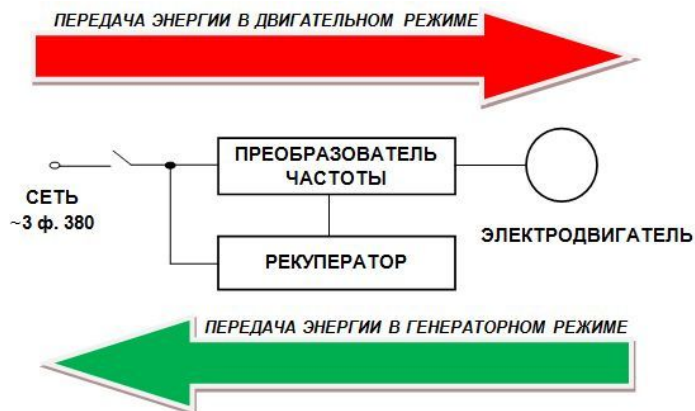 ПЕРЕДАЧА ЭНЕРГИИ В ДВИГАТЕЛЬНОМ РЕЖИМЕ
ПРЕОБРАЗОВАТЕЛЬ
ЧАСТОТЫ
СЕТЬ
~3 ф. 380
ЭЛЕКТРОДВИГАТЕЛЬ
РЕКУПЕРАТОР
ПЕРЕДАЧА ЭНЕРГИИ В ГЕНЕРАТОРНОМ РЕЖИМЕ